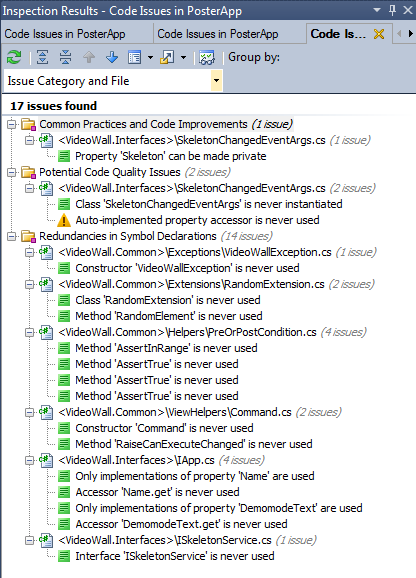 Inspection Results - Code Issues in PosterApp
Code Issues in PosterApp
Code Issues in PosterApp
Code Is...
Group by:
Issue Category and File
17 issues found
Common Practices and Code Improvements (1 issue)
<VideoWall.Interfaces>\SkeletonChangedEventArgs.cs (1 issue)
Property 'Skeleton' can be made private
Potential Code Quality Issues (2 issues)
<VideoWall.Interfaces>\SkeletonChangedEventArgs.cs (2 issues)
Class 'SkeletonChangedEventArgs' is never instantiated
Auto-implemented property accessor is never used
Redundancies in Symbol Declarations (14 issues)
<VideoWall.Common>\Exceptions\VideoWallException.cs (1 issue)
Constructor 'VideoWallException' is never used
<VideoWall.Common>\Extensions\RandomExtension.cs (2 issues)
Class 'RandomExtension' is never used
Method 'RandomElement' is never used
<VideoWall.Common>\Helpers\PreOrPostCondition.cs (4 issues)
Method 'AssertInRange' is never used
Method 'AssertTrue' is never used
Method 'AssertTrue' is never used
Method 'AssertTrue' is never used
<VideoWall.Common>\ViewHelpers\Command.cs (2 issues)
Constructor 'Command' is never used
Method 'RaiseCanExecuteChanged' is never used
<VideoWall.Interfaces>\IApp.cs (4 issues)
Only implementations of property 'Name' are used
Accessor 'Name.get' is never used
Only implementations of property 'DemomodeText' are used
Accessor 'DemomodeText.get' is never used
<VideoWall.Interfaces>\ISkeletonService.cs (1 issue)
Interface 'ISkeletonService' is never used